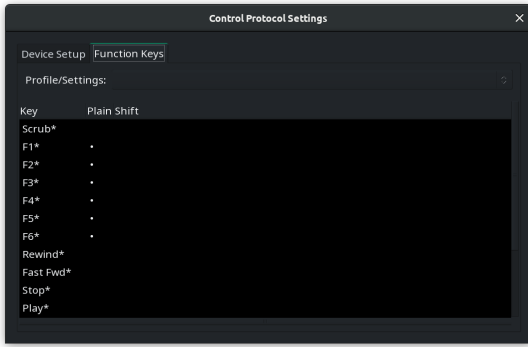 Control Protocol Settings
Device Setup Function Keys
Profile/Settings:
Key Plain Shift
Scrub*
F1* •
F2* •
F3* •
F4* •
F5* •
F6* •
Rewind*
Fast Fwd*
Stop*
Play*